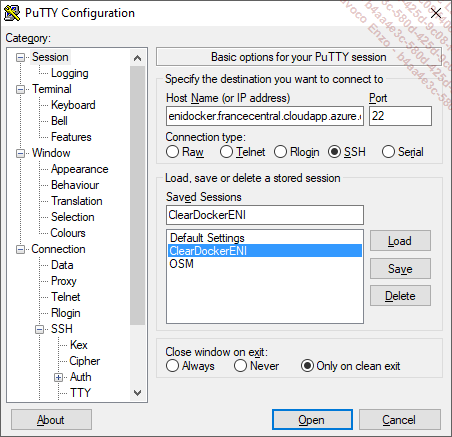 PuTTY Configuration
Category:
Session
Logging
Terminal
Keyboard
Bell
Features
Window
Appearance
Behaviour
Translation
Selection
Colours
Connection
Data
Proxy
Telnet
Rlogin
SSH
Kex
Cipher
Auth
TTY
Basic options for your PuTTY session
Specify the destination you want to connect to
Host Name (or IP address) Port
enidocker.francecentral.cloudapp.azure. 22
Connection type:
Raw Telnet Rlogin SSH Serial
Load, save or delete a stored session
Saved Sessions
ClearDockerENI
Default Settings
ClearDockerENI
OSM
Load
Save
Delete
Close window on exit:
Always Never Only on clean exit
About Open Cancel